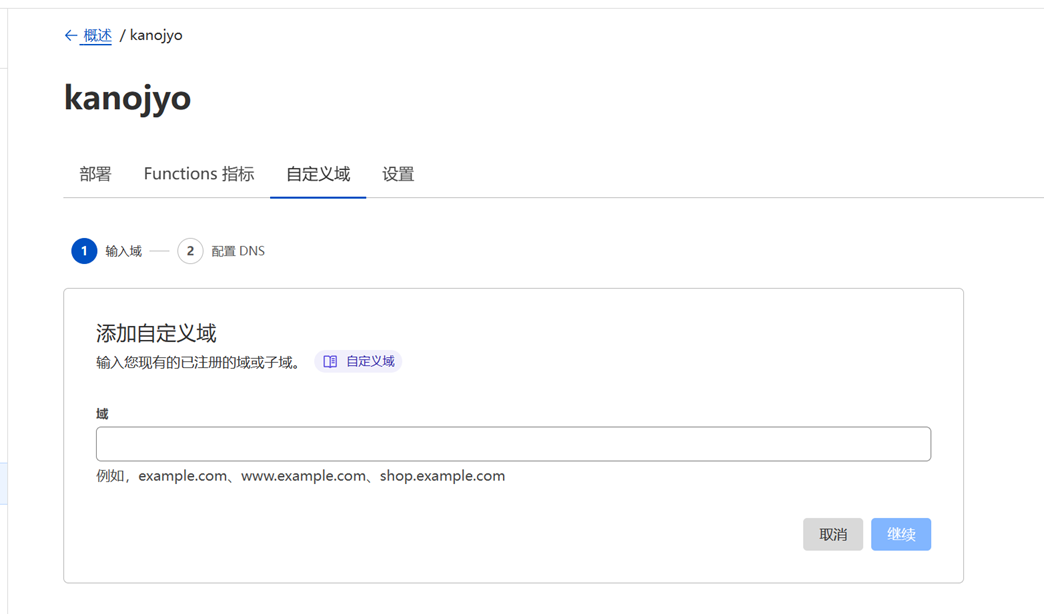 ← 概述 / kanojyo
kanojyo
部署 Functions 指标 自定义域 设置
1 输入域 2 配置 DNS
添加自定义域
输入您现有的已注册的域或子域。 自定义域
域
例如，example.com、www.example.com、shop.example.com
取消 继续